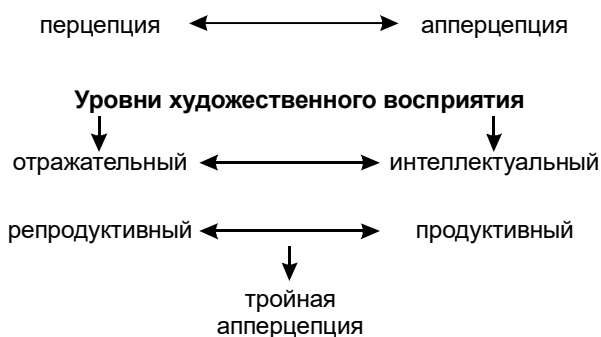 перцепция апперцепция
Уровни художественного восприятия
отражательный интеллектуальный
репродуктивный продуктивный
тройная
апперцепция